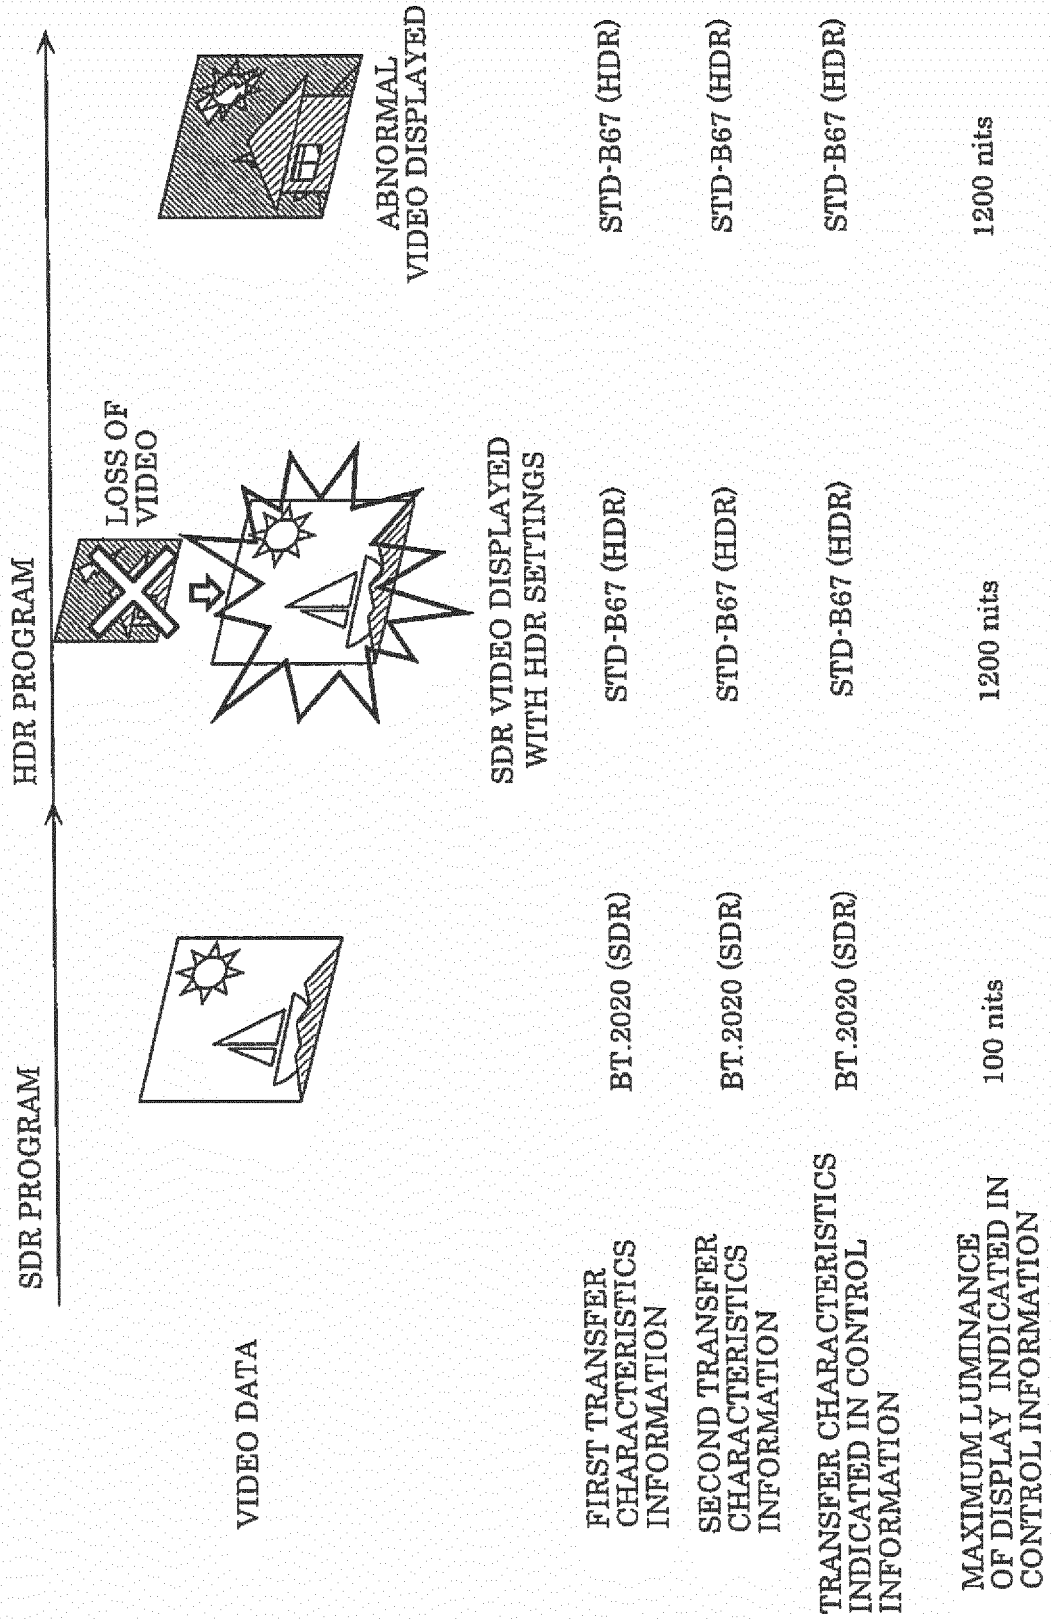 SDR PROGRAM
HDR PROGRAM
VIDEO DATA
LOSS OF
VIDEO
SDR VIDEO DISPLAYED
WITH HDR SETTINGS
ABNORMAL
VIDEO DISPLAYED
FIRST TRANSFER
CHARACTERISTICS
INFORMATION
BT.2020 (SDR)
STD-B67 (HDR)
STD-B67 (HDR)
SECOND TRANSFER
CHARACTERISTICS
INFORMATION
BT.2020 (SDR)
STD-B67 (HDR)
STD-B67 (HDR)
TRANSFER CHARACTERISTICS
INDICATED IN CONTROL
INFORMATION
BT.2020 (SDR)
STD-B67 (HDR)
STD-B67 (HDR)
MAXIMUM LUMINANCE
OF DISPLAY INDICATED IN
CONTROL INFORMATION
100 nits
1200 nits
1200 nits